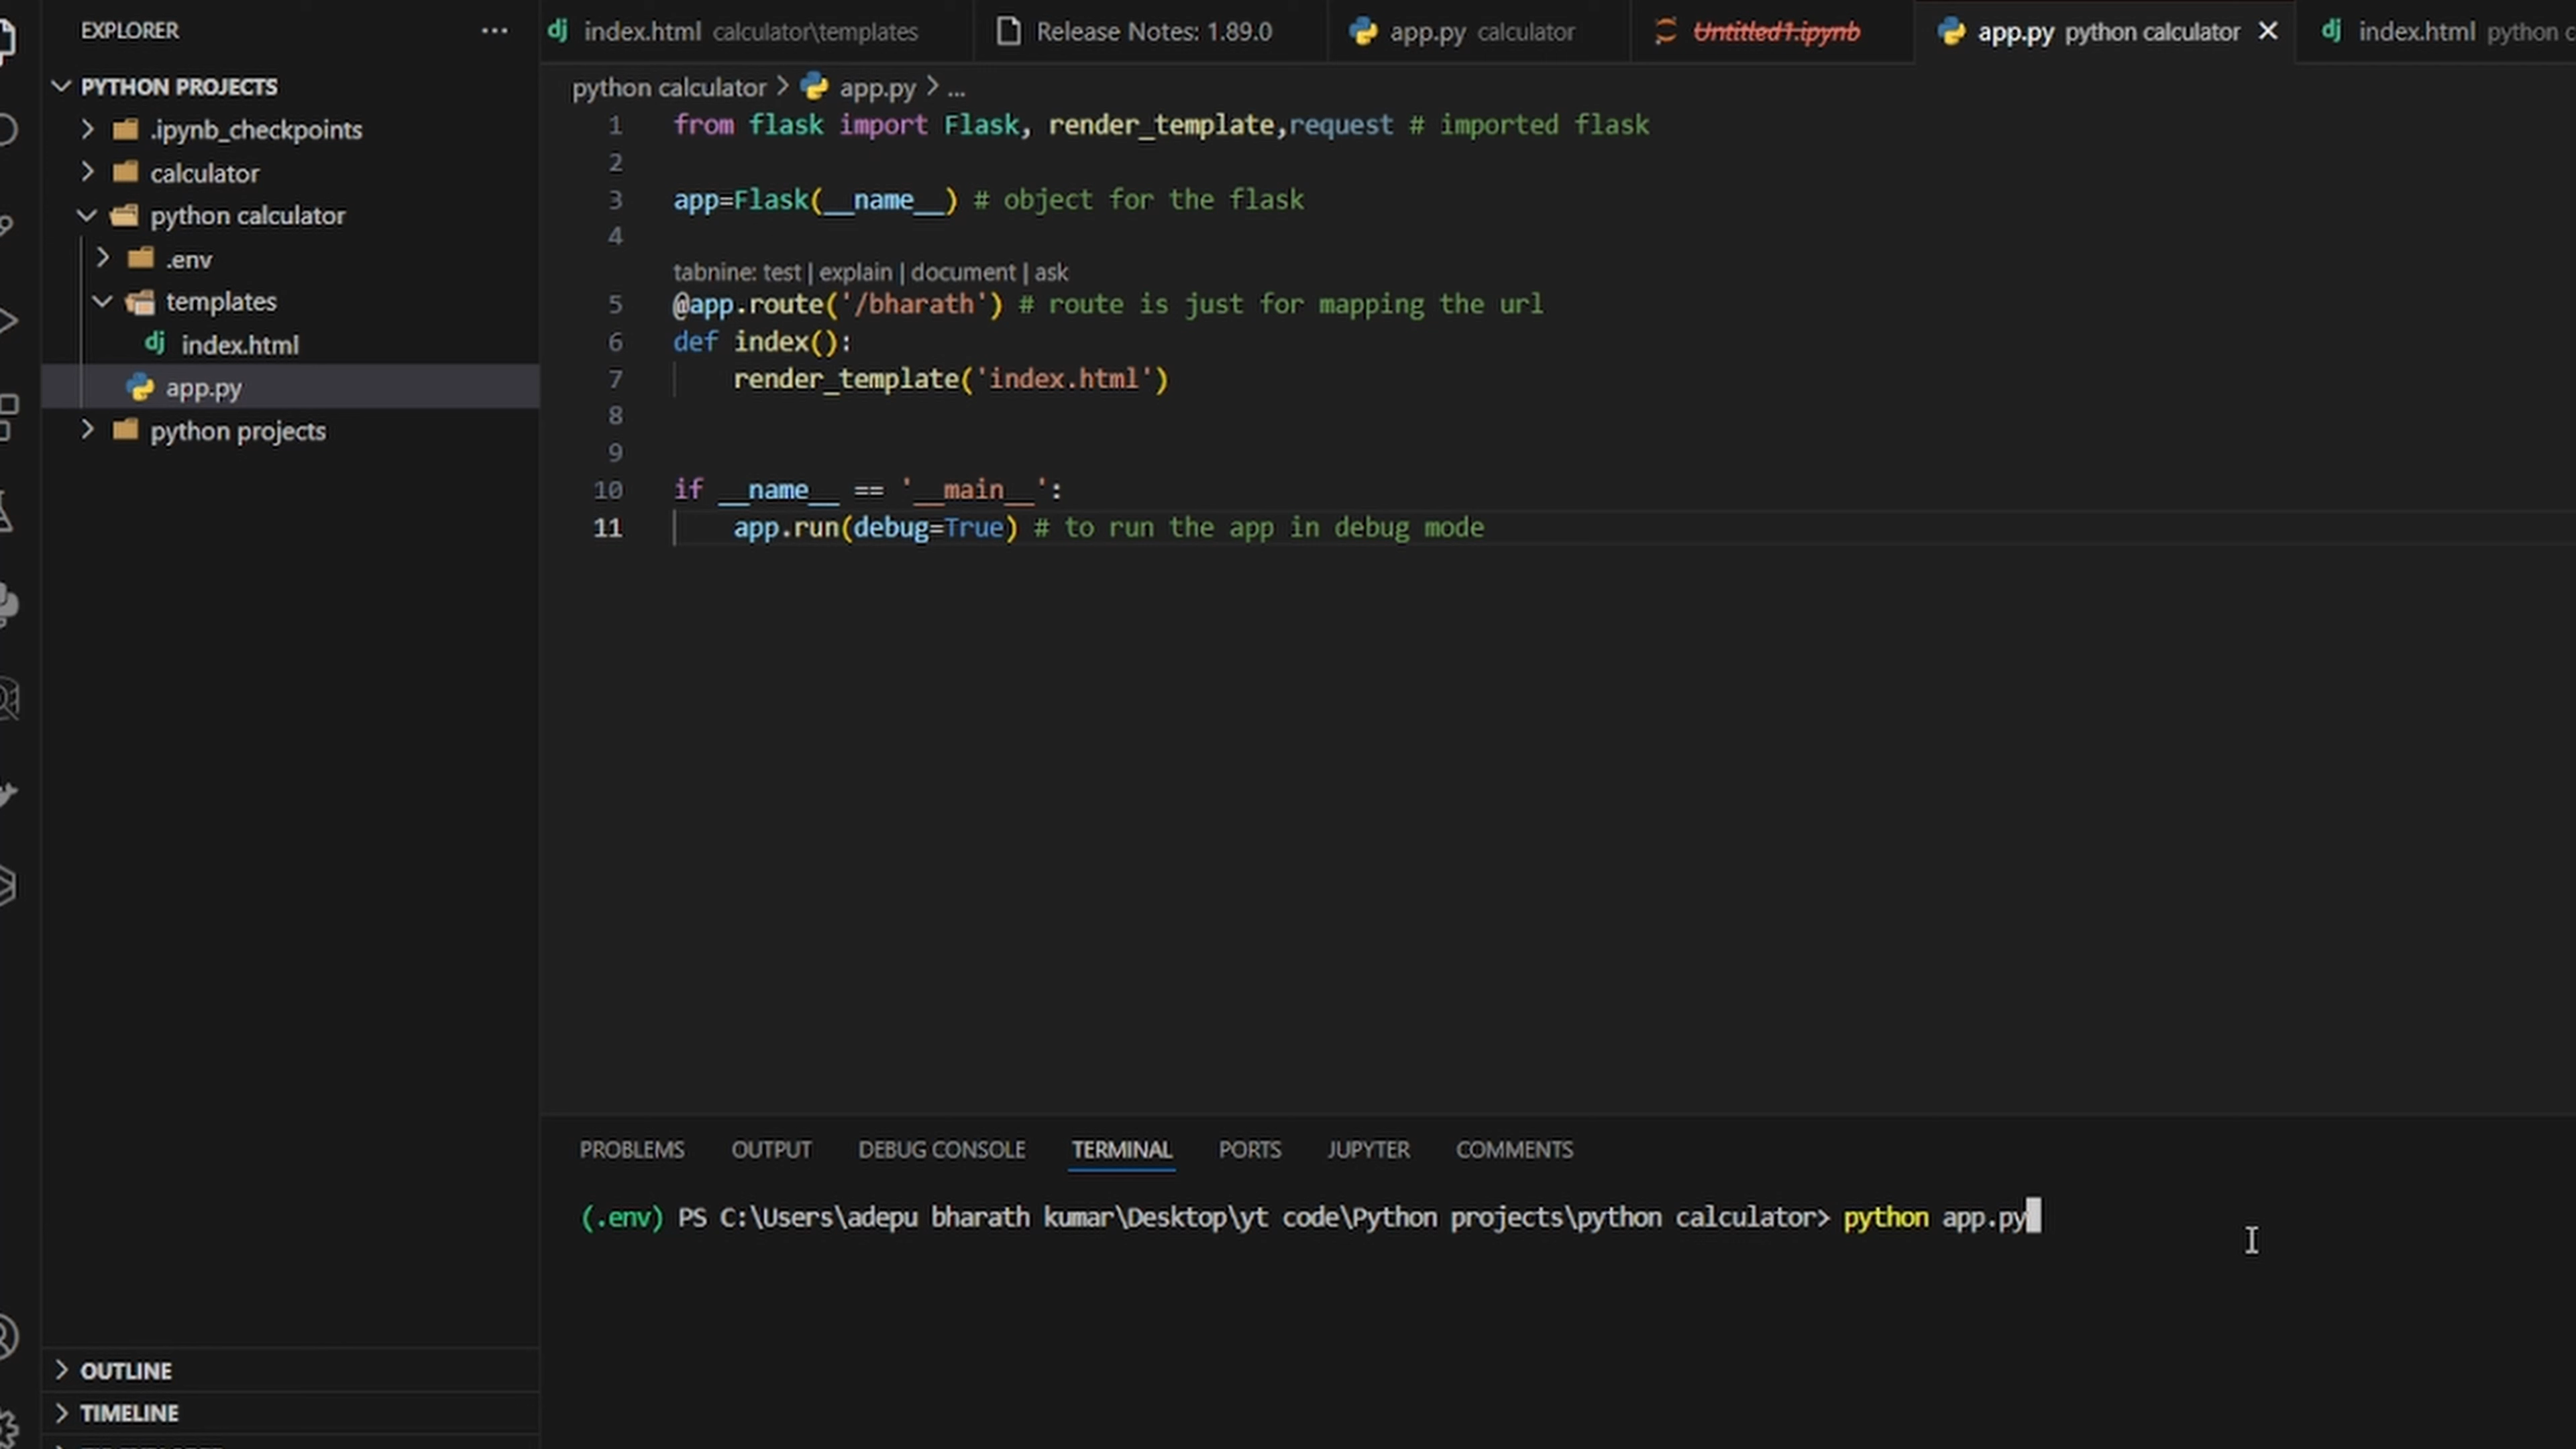 EXPLORER
PYTHON PROJECTS
.ipynb_checkpoints
calculator
python calculator
.env
templates
index.html
app.py
python projects
OUTLINE
TIMELINE
index.html calculator\templates
Release Notes: 1.89.0
app.py calculator
Untitled1.ipynb
app.py python calculator
index.html python c
python calculator > app.py > ...
1 from flask import Flask, render_template,request # imported flask
2
3 app=Flask(__name__) # object for the flask
4
tabnine: test | explain | document | ask
5 @app.route('/bharath') # route is just for mapping the url
6 def index():
7     render_template('index.html')
8
9
10 if __name__ == '__main__':
11     app.run(debug=True) # to run the app in debug mode
PROBLEMS OUTPUT DEBUG CONSOLE TERMINAL PORTS JUPYTER COMMENTS
(.env) PS C:\Users\adepu bharath kumar\Desktop\yt code\Python projects\python calculator> python app.py